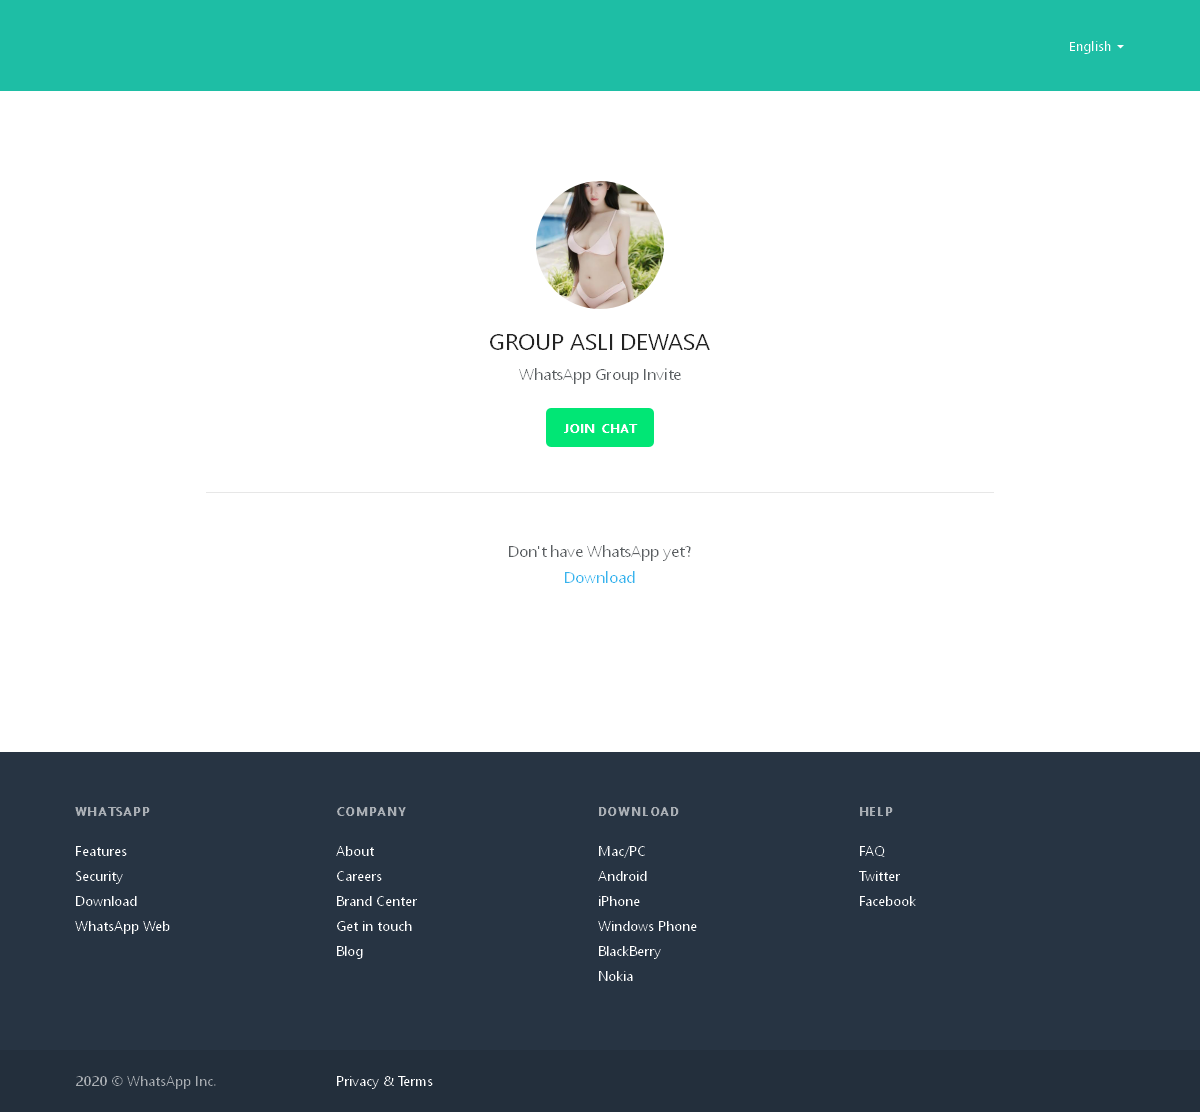 English
GROUP ASLI DEWASA
WhatsApp Group Invite
JOIN CHAT
Don't have WhatsApp yet?
Download
WHATSAPP
Features
Security
Download
WhatsApp Web
COMPANY
About
Careers
Brand Center
Get in touch
Blog
DOWNLOAD
Mac/PC
Android
iPhone
Windows Phone
BlackBerry
Nokia
HELP
FAQ
Twitter
Facebook
2020 © WhatsApp Inc.
Privacy & Terms